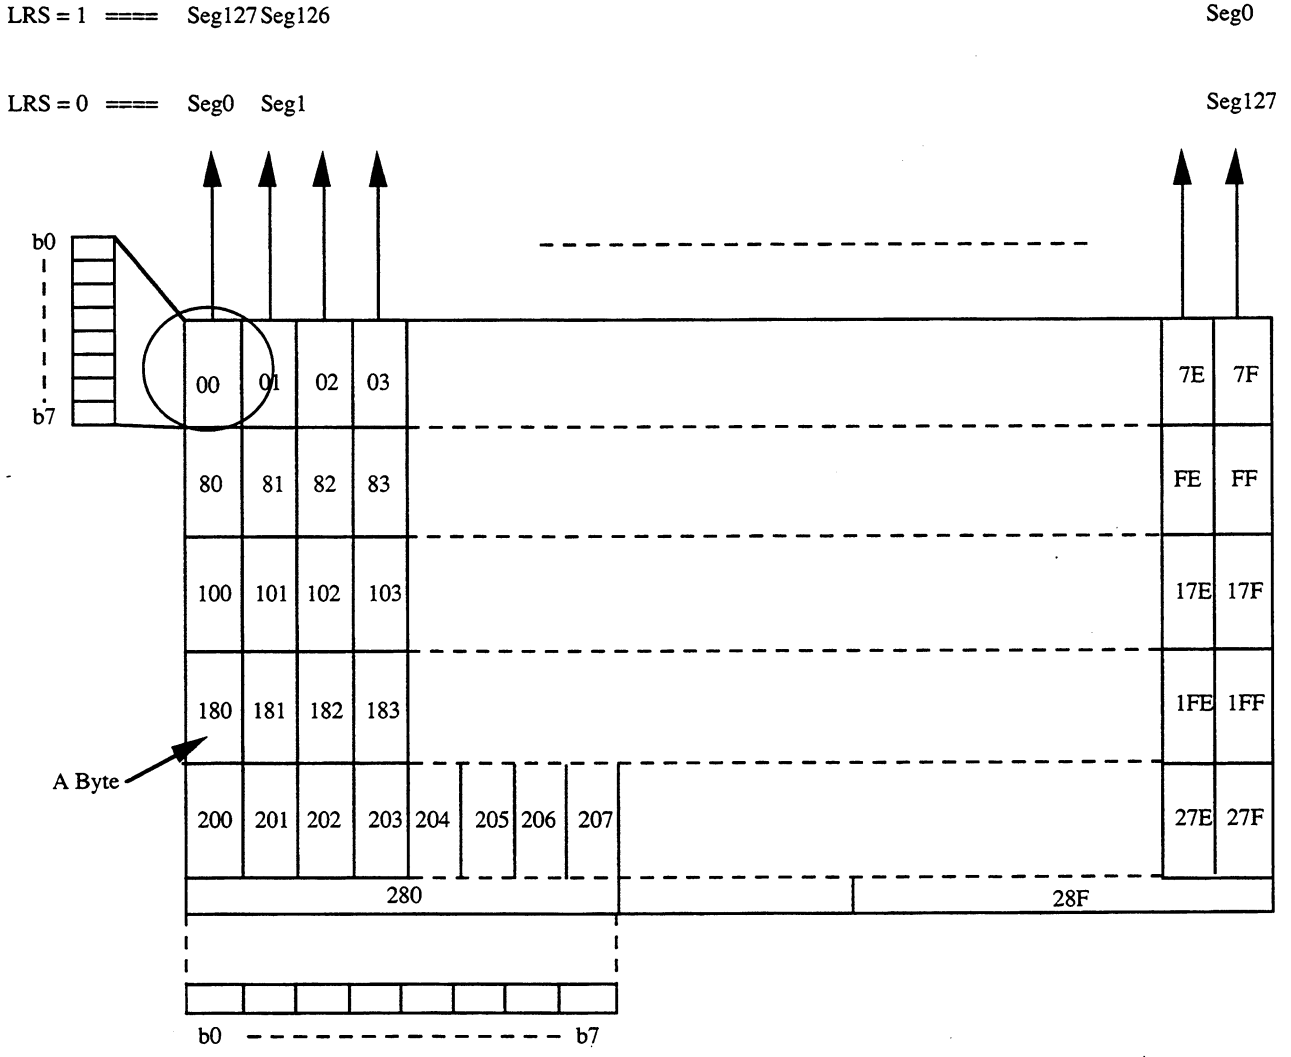 LRS = 1 ==== Seg127 Seg126 Seg0
LRS = 0 ==== Seg0 Seg1 Seg127
b0
b7
00 01 02 03 7E 7F
80 81 82 83 FE FF
100 101 102 103 17E 17F
180 181 182 183 1FE 1FF
A Byte
200 201 202 203 204 205 206 207 27E 27F
280 28F
b0 b7